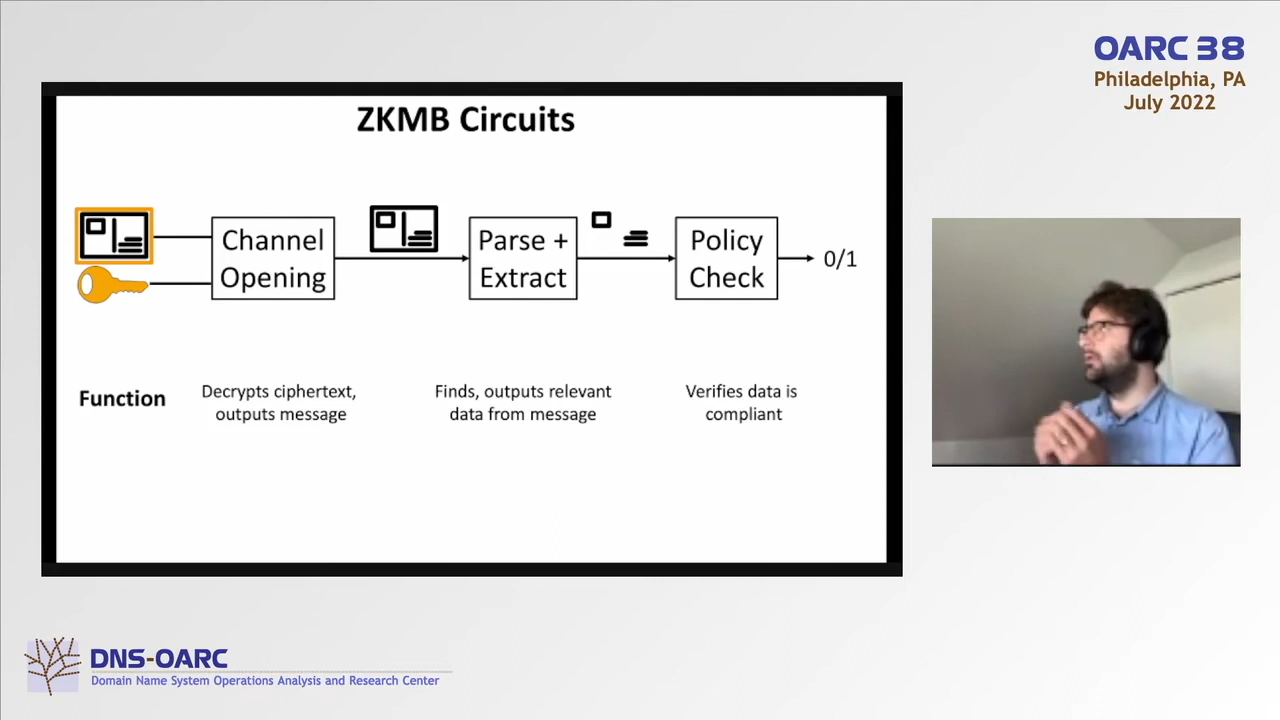 OARC 38
Philadelphia, PA
July 2022
ZKMB Circuits
Channel
Opening
Parse +
Extract
Policy
Check
0/1
Function
Decrypts ciphertext,
outputs message
Finds, outputs relevant
data from message
Verifies data is
compliant
DNS-OARC
Domain Name System Operations Analysis and Research Center